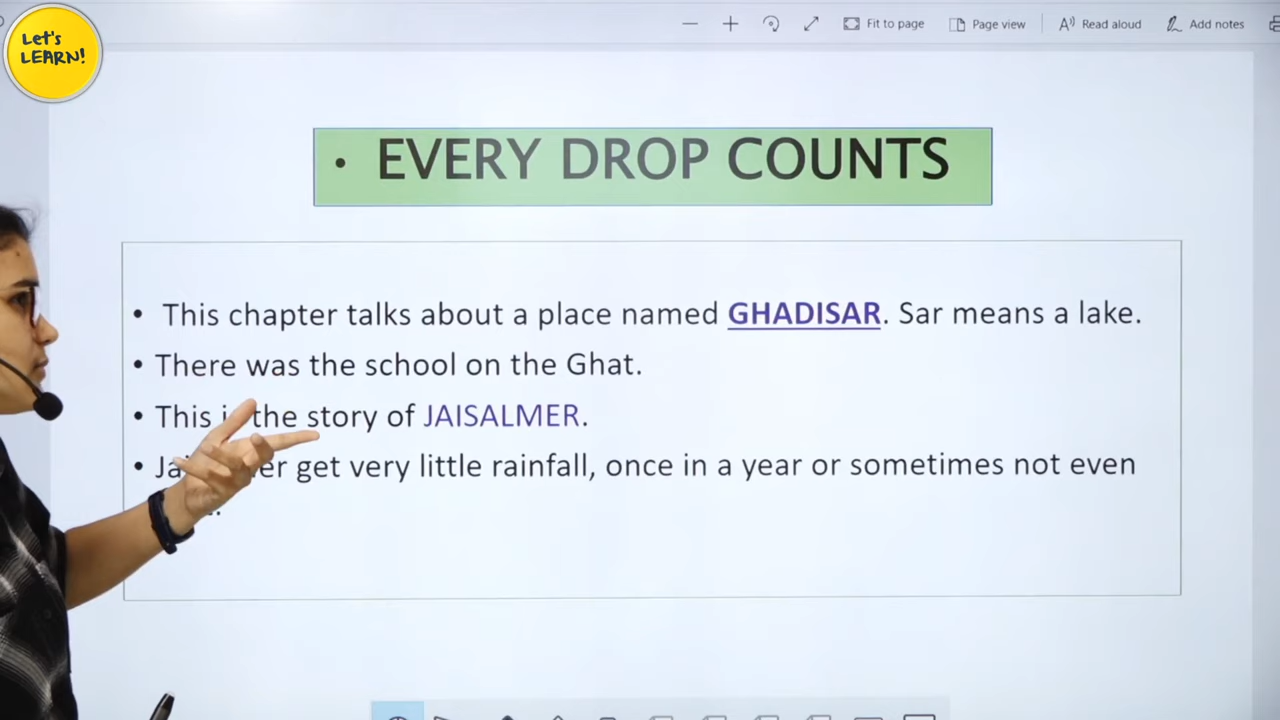 Let's
LEARN!
Fit to page
Page view
Read aloud
Add notes
• EVERY DROP COUNTS
• This chapter talks about a place named GHADISAR. Sar means a lake.
• There was the school on the Ghat.
• This the story of JAISALMER.
• get very little rainfall, once in a year or sometimes not even